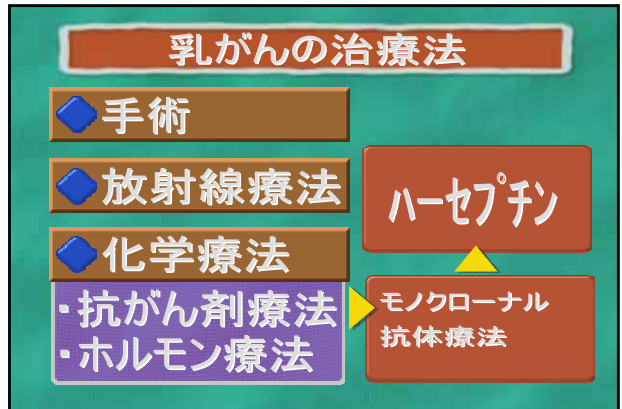 乳がんの治療法
手術
放射線療法
化学療法
・抗がん剤療法
・ホルモン療法
ハーセプチン
モノクローナル
抗体療法